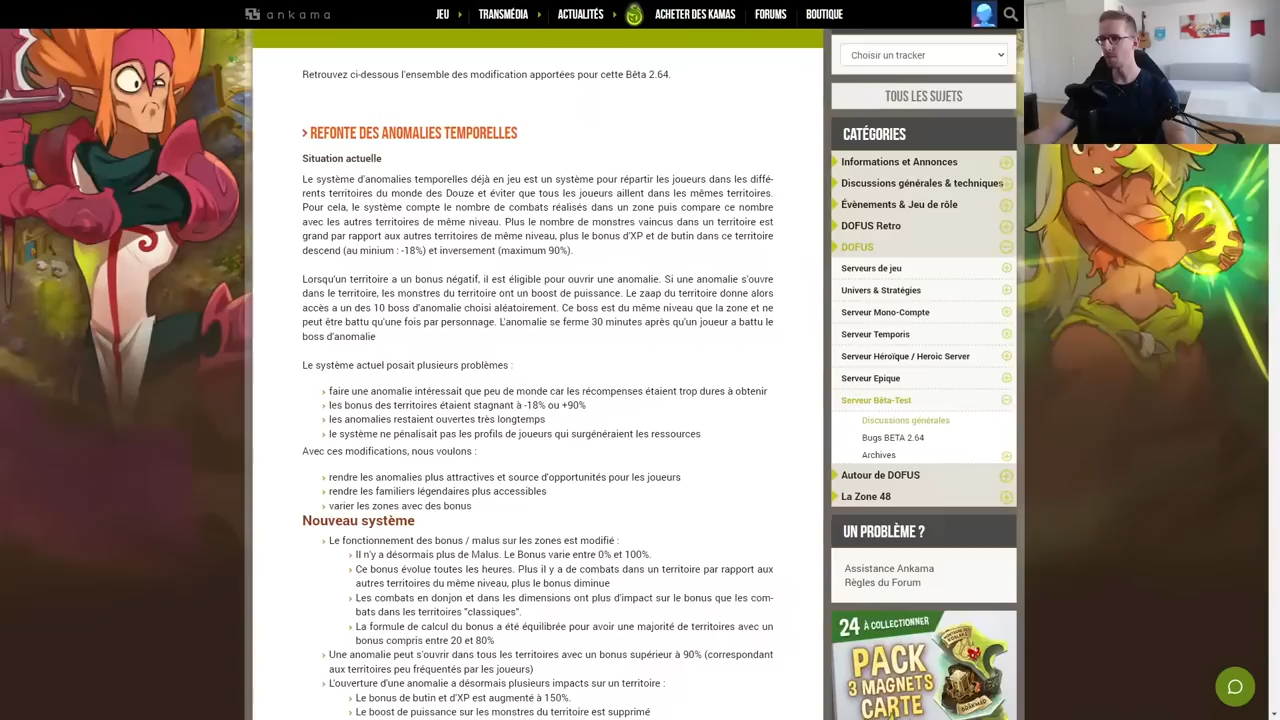 ankama
JEU
TRANSMÉDIA
ACTUALITÉS
ACHETER DES KAMAS
FORUMS
BOUTIQUE
Retrouvez ci-dessous l'ensemble des modification apportées pour cette Bêta 2.64.
REFONTE DES ANOMALIES TEMPORELLES
Situation actuelle
Le système d'anomalies temporelles déjà en jeu est un système pour répartir les joueurs dans les diffé-
rents territoires du monde des Douze et éviter que tous les joueurs aillent dans les mêmes territoires.
Pour cela, le système compte le nombre de combats réalisés dans un zone puis compare ce nombre
avec les autres territoires de même niveau. Plus le nombre de monstres vaincus dans un territoire est
grand par rapport aux autres territoires de même niveau, plus le bonus d'XP et de butin dans ce territoire
descend (au minium : -18%) et inversement (maximum 90%).
Lorsqu'un territoire a un bonus négatif, il est éligible pour ouvrir une anomalie. Si une anomalie s'ouvre
dans le territoire, les monstres du territoire ont un boost de puissance. Le zaap du territoire donne alors
accès a un des 10 boss d'anomalie choisi aléatoirement. Ce boss est du même niveau que la zone et ne
peut être battu qu'une fois par personnage. L'anomalie se ferme 30 minutes après qu'un joueur a battu le
boss d'anomalie
Le système actuel posait plusieurs problèmes :
faire une anomalie intéressait que peu de monde car les récompenses étaient trop dures à obtenir
les bonus des territoires étaient stagnant à -18% ou +90%
les anomalies restaient ouvertes très longtemps
le système ne pénalisait pas les profils de joueurs qui surgénéraient les ressources
Avec ces modifications, nous voulons :
rendre les anomalies plus attractives et source d'opportunités pour les joueurs
rendre les familiers légendaires plus accessibles
varier les zones avec des bonus
Nouveau système
Le fonctionnement des bonus / malus sur les zones est modifié :
Il n'y a désormais plus de Malus. Le Bonus varie entre 0% et 100%.
Ce bonus évolue toutes les heures. Plus il y a de combats dans un territoire par rapport aux
autres territoires du même niveau, plus le bonus diminue
Les combats en donjon et dans les dimensions ont plus d'impact sur le bonus que les com-
bats dans les territoires "classiques".
La formule de calcul du bonus a été équilibrée pour avoir une majorité de territoires avec un
bonus compris entre 20 et 80%
Une anomalie peut s'ouvrir dans tous les territoires avec un bonus supérieur à 90% (correspondant
aux territoires peu fréquentés par les joueurs)
L'ouverture d'une anomalie a désormais plusieurs impacts sur un territoire :
Le bonus de butin et d'XP est augmenté à 150%.
Le boost de puissance sur les monstres du territoire est supprimé
Choisir un tracker
TOUS LES SUJETS
CATÉGORIES
Informations et Annonces
Discussions générales & techniques
Évènements & Jeu de rôle
DOFUS Retro
DOFUS
Serveurs de jeu
Univers & Stratégies
Serveur Mono-Compte
Serveur Temporis
Serveur Héroïque / Heroic Server
Serveur Epique
Serveur Bêta-Test
Discussions générales
Bugs BETA 2.64
Archives
Autour de DOFUS
La Zone 48
UN PROBLÈME ?
Assistance Ankama
Règles du Forum
24 À COLLECTIONNER
PACK
3 MAGNETS
CARTE